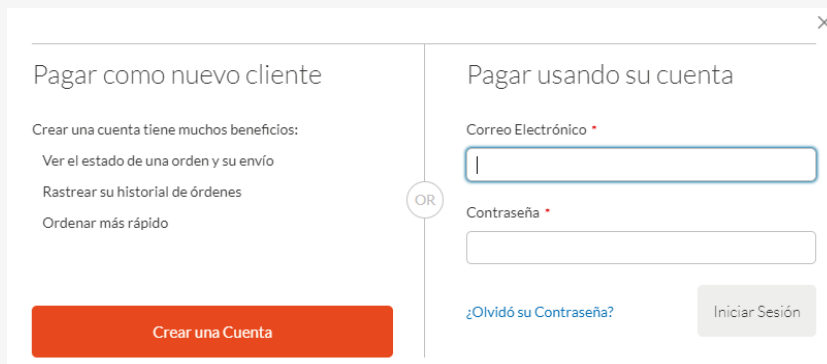 Pagar como nuevo cliente
Crear una cuenta tiene muchos beneficios:
Ver el estado de una orden y su envío
Rastrear su historial de órdenes
Ordenar más rápido
Crear una Cuenta
OR
Pagar usando su cuenta
Correo Electrónico *
Contraseña *
¿Olvidó su Contraseña?
Iniciar Sesión